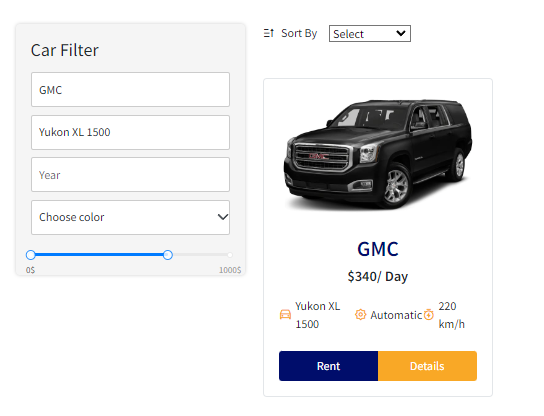 Car Filter
GMC
Yukon XL 1500
Year
Choose color
0$
1000$
Sort By
Select
GMC
$340/ Day
Yukon XL
1500
Automatic
220
km/h
Rent
Details